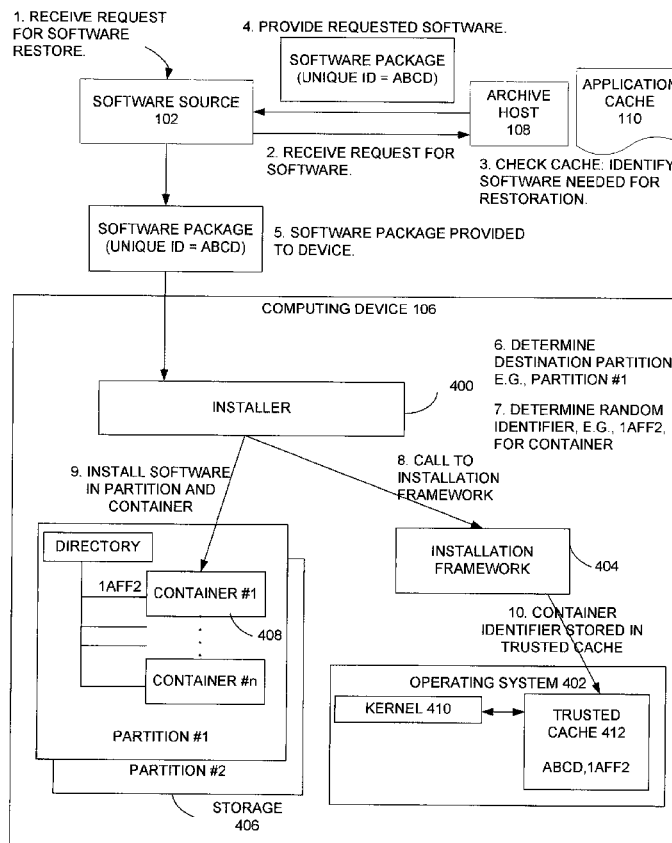 1. RECEIVE REQUEST
FOR SOFTWARE
RESTORE.
4. PROVIDE REQUESTED SOFTWARE.
SOFTWARE PACKAGE
(UNIQUE ID = ABCD)
SOFTWARE SOURCE
102
ARCHIVE
HOST
108
APPLICATION
CACHE
110
2. RECEIVE REQUEST FOR
SOFTWARE.
3. CHECK CACHE: IDENTIFY
SOFTWARE NEEDED FOR
RESTORATION.
SOFTWARE PACKAGE
(UNIQUE ID = ABCD)
5. SOFTWARE PACKAGE PROVIDED
TO DEVICE.
COMPUTING DEVICE 106
6. DETERMINE
DESTINATION PARTITION
E.G., PARTITION #1
INSTALLER
400
7. DETERMINE RANDOM
IDENTIFIER, E.G., 1AFF2,
FOR CONTAINER
9. INSTALL SOFTWARE
IN PARTITION AND
CONTAINER
8. CALL TO
INSTALLATION
FRAMEWORK
DIRECTORY
1AFF2
CONTAINER #1
408
CONTAINER #n
PARTITION #1
PARTITION #2
STORAGE
406
INSTALLATION
FRAMEWORK
404
10. CONTAINER
IDENTIFIER STORED IN
TRUSTED CACHE
OPERATING SYSTEM 402
KERNEL 410
TRUSTED
CACHE 412
ABCD,1AFF2